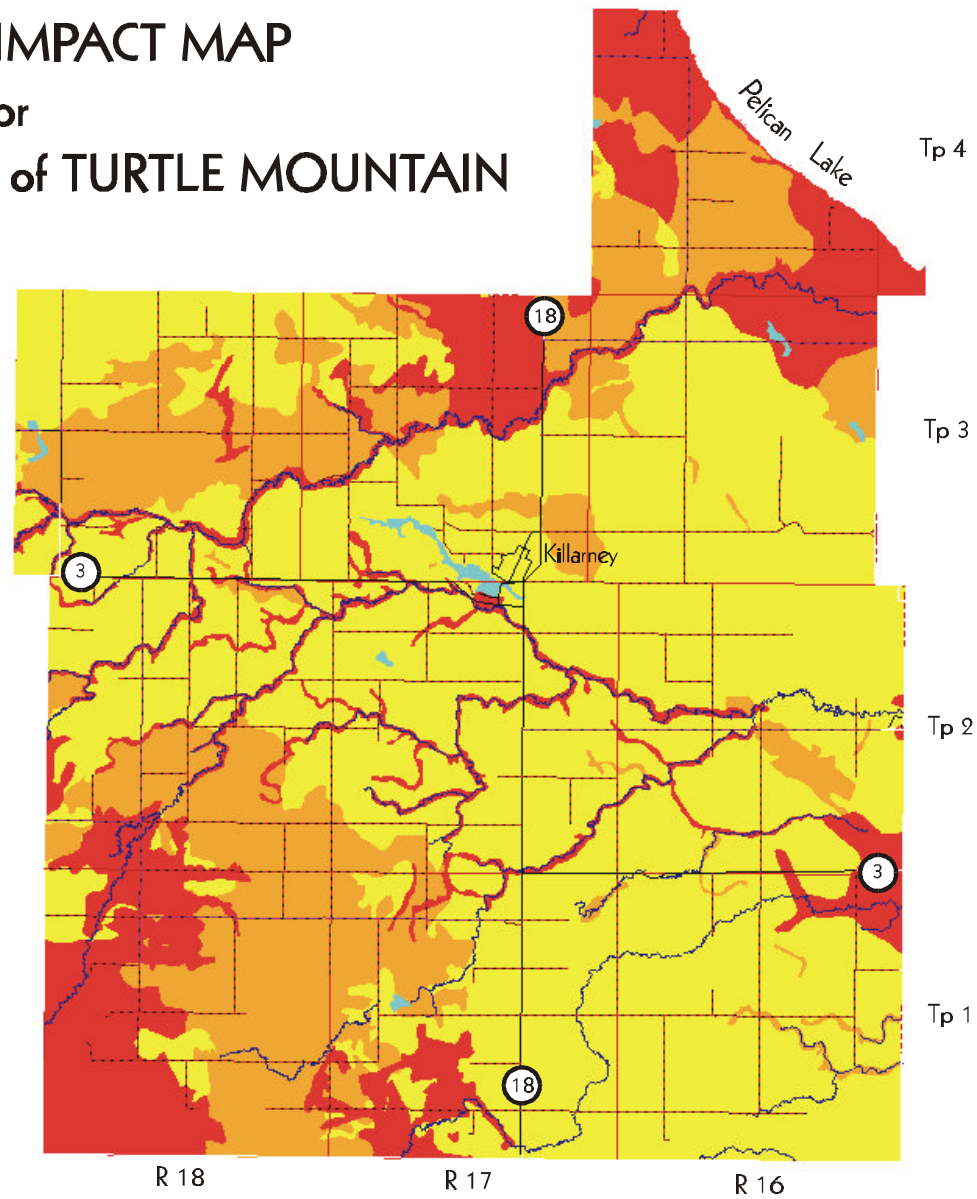 IMPACT MAP
or
of TURTLE MOUNTAIN
Pelican Lake
Tp 4
18
Tp 3
Killarney
3
Tp 2
3
Tp 1
18
R 18
R 17
R 16